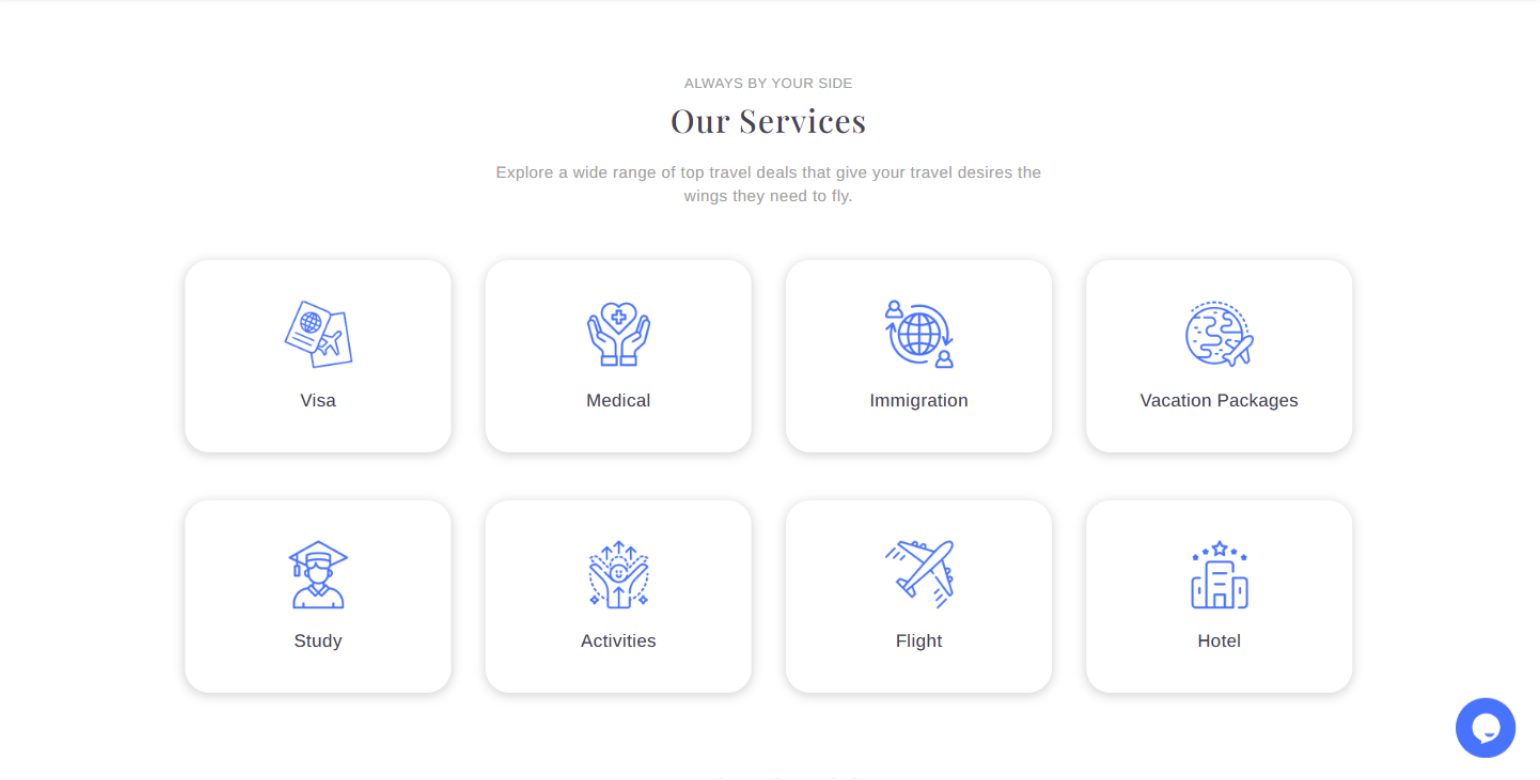 ALWAYS BY YOUR SIDE
Our Services
Explore a wide range of top travel deals that give your travel desires the
wings they need to fly.
Visa
Medical
Immigration
Vacation Packages
Study
Activities
Flight
Hotel